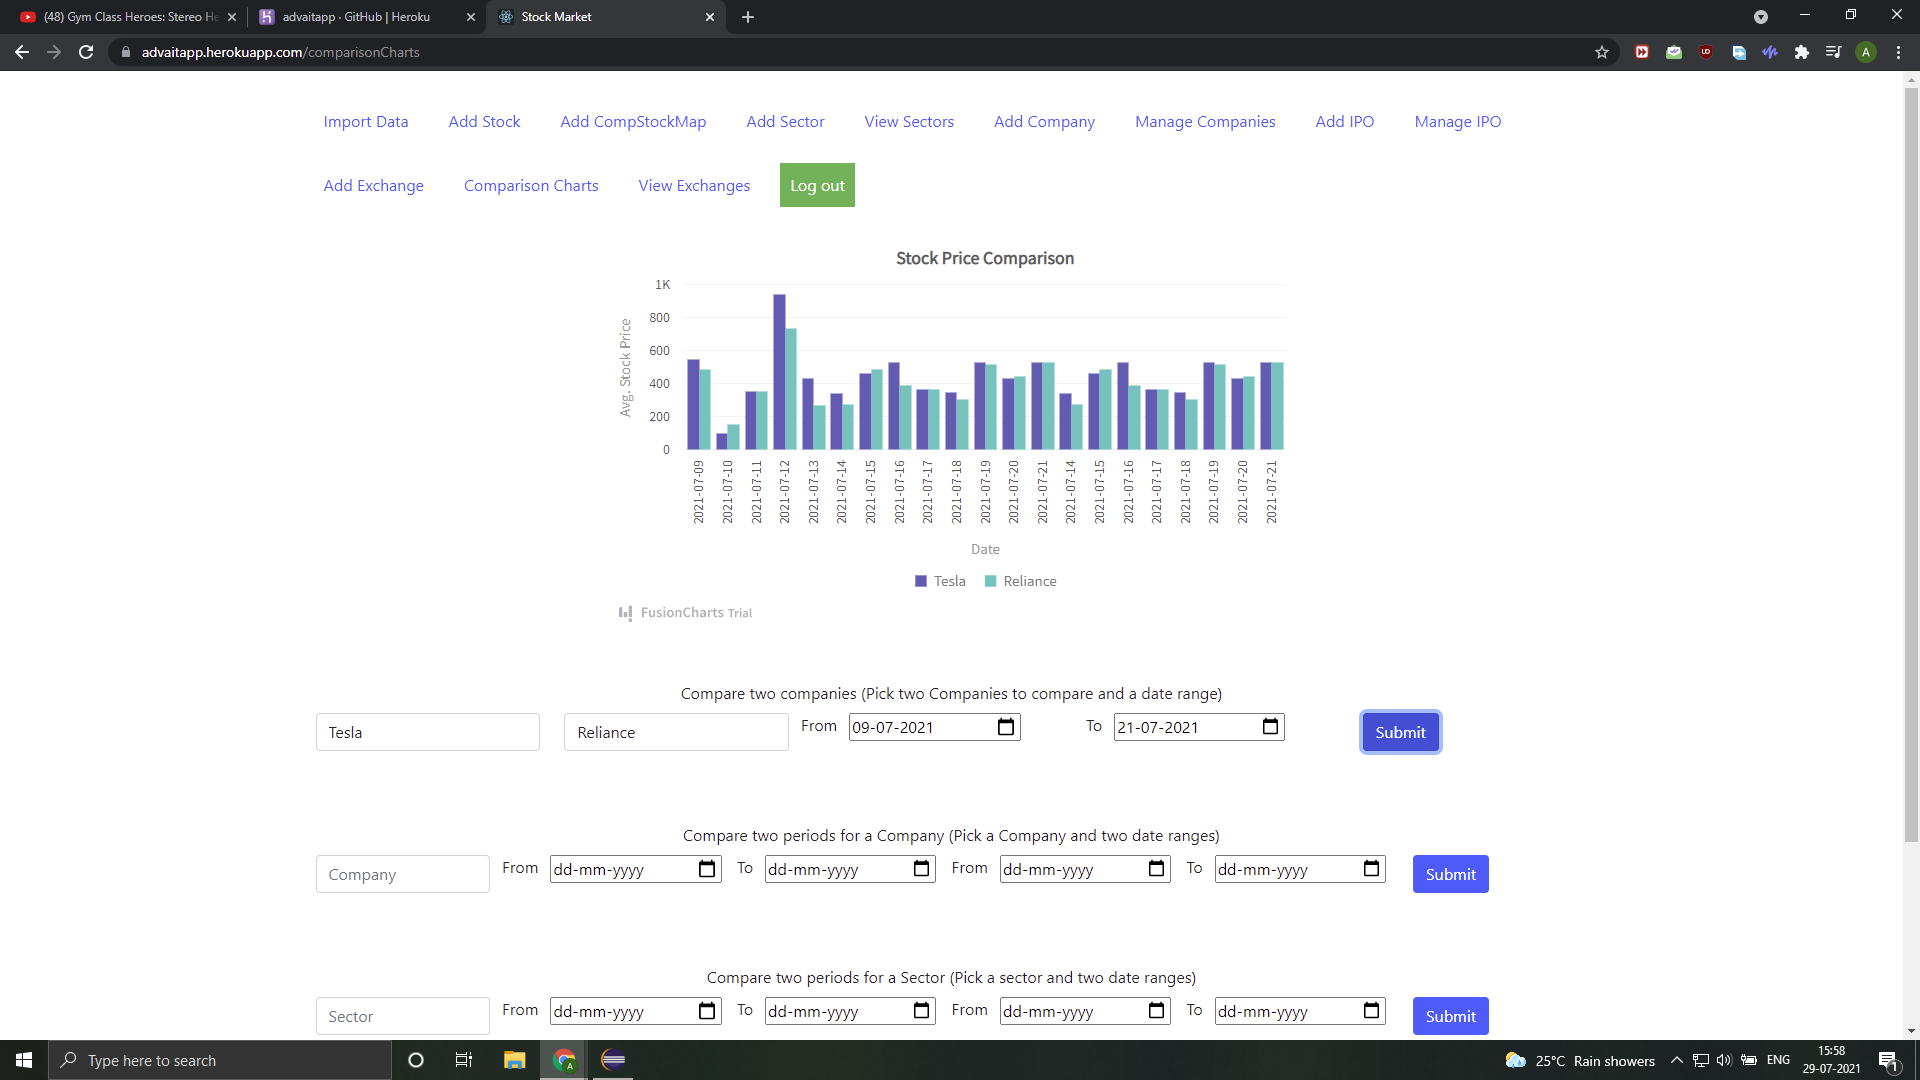 (48) Gym Class Heroes: Stereo He
advaitapp · GitHub | Heroku
Stock Market
advaitapp.herokuapp.com/comparisonCharts
A
Import Data Add Stock Add CompStockMap Add Sector View Sectors Add Company Manage Companies Add IPO Manage IPO
Add Exchange Comparison Charts View Exchanges Log out
Stock Price Comparison
Avg. Stock Price
1K
800
600
400
200
0
2021-07-09
2021-07-10
2021-07-11
2021-07-12
2021-07-13
2021-07-14
2021-07-15
2021-07-16
2021-07-17
2021-07-18
2021-07-19
2021-07-20
2021-07-21
2021-07-14
2021-07-15
2021-07-16
2021-07-17
2021-07-18
2021-07-19
2021-07-20
2021-07-21
Date
Tesla Reliance
FusionCharts Trial
Compare two companies (Pick two Companies to compare and a date range)
Tesla Reliance From 09-07-2021 To 21-07-2021 Submit
Compare two periods for a Company (Pick a Company and two date ranges)
Company From dd-mm-yyyy To dd-mm-yyyy From dd-mm-yyyy To dd-mm-yyyy Submit
Compare two periods for a Sector (Pick a sector and two date ranges)
Sector From dd-mm-yyyy To dd-mm-yyyy From dd-mm-yyyy To dd-mm-yyyy Submit
Type here to search
A
25°C Rain showers
ENG
15:58
29-07-2021
1